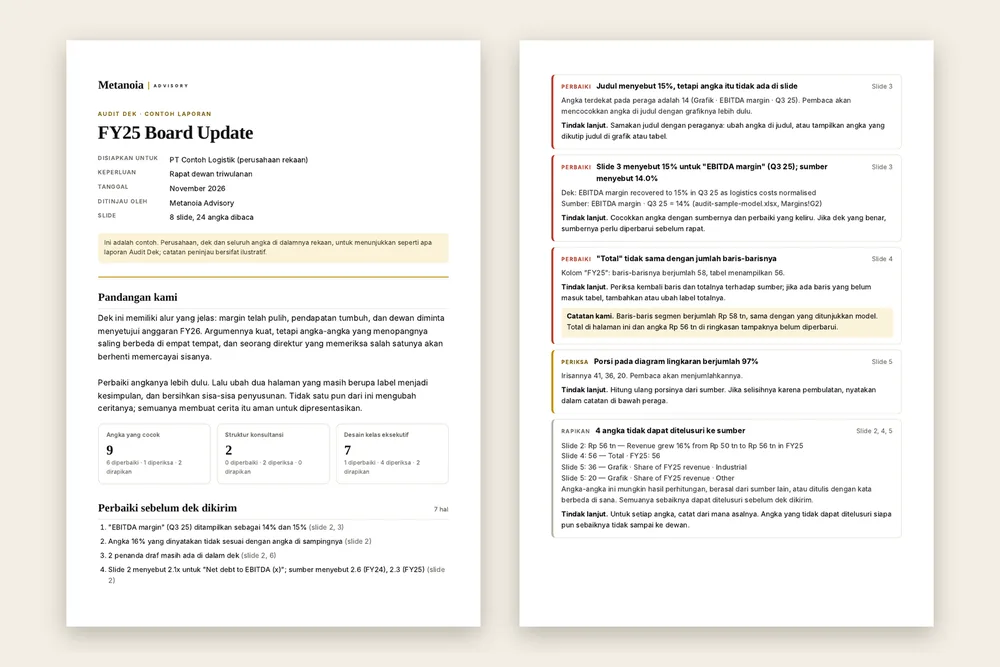 Metanoia | ADVISORY
AUDIT DEK · CONTOH LAPORAN
FY25 Board Update
DISIAPKAN UNTUK PT Contoh Logistik (perusahaan rekaan)
KEPERLUAN Rapat dewan triwulanan
TANGGAL November 2026
DITINJAU OLEH Metanoia Advisory
SLIDE 8 slide, 24 angka dibaca
Ini adalah contoh. Perusahaan, dek dan seluruh angka di dalamnya rekaan, untuk menunjukkan seperti apa
laporan Audit Dek; catatan peninjau bersifat ilustratif.
Pandangan kami
Dek ini memiliki alur yang jelas: margin telah pulih, pendapatan tumbuh, dan dewan diminta
menyetujui anggaran FY26. Argumennya kuat, tetapi angka-angka yang menopangnya
saling berbeda di empat tempat, dan seorang direktur yang memeriksa salah satunya akan
berhenti memercayai sisanya.
Perbaiki angkanya lebih dulu. Lalu ubah dua halaman yang masih berupa label menjadi
kesimpulan, dan bersihkan sisa-sisa penyusunan. Tidak satu pun dari ini mengubah
ceritanya; semuanya membuat cerita itu aman untuk dipresentasikan.
Angka yang cocok
9
6 diperbaiki · 1 diperiksa · 2
dirapikan
Struktur konsultansi
2
0 diperbaiki · 2 diperiksa · 0
dirapikan
Desain kelas eksekutif
7
1 diperbaiki · 4 diperiksa · 2
dirapikan
Perbaiki sebelum dek dikirim 7 hal
1. "EBITDA margin" (Q3 25) ditampilkan sebagai 14% dan 15% (slide 2, 3)
2. Angka 16% yang dinyatakan tidak sesuai dengan angka di sampingnya (slide 2)
3. 2 penanda draf masih ada di dalam dek (slide 2, 6)
4. Slide 2 menyebut 2.1x untuk "Net debt to EBITDA (x)"; sumber menyebut 2.6 (FY24), 2.3 (FY25) (slide
2)
PERBAIKI Judul menyebut 15%, tetapi angka itu tidak ada di slide Slide 3
Angka terdekat pada peraga adalah 14 (Grafik · EBITDA margin · Q3 25). Pembaca akan
mencocokkan angka di judul dengan grafiknya lebih dulu.
Tindak lanjut. Samakan judul dengan peraganya: ubah angka di judul, atau tampilkan angka yang
dikutip judul di grafik atau tabel.
PERBAIKI Slide 3 menyebut 15% untuk "EBITDA margin" (Q3 25); sumber Slide 3
menyebut 14.0%
Dek: EBITDA margin recovered to 15% in Q3 25 as logistics costs normalised
Sumber: EBITDA margin · Q3 25 = 14% (audit-sample-model.xlsx, Margins!G2)
Tindak lanjut. Cocokkan angka dengan sumbernya dan perbaiki yang keliru. Jika dek yang benar,
sumbernya perlu diperbarui sebelum rapat.
PERBAIKI "Total" tidak sama dengan jumlah baris-barisnya Slide 4
Kolom "FY25": baris-barisnya berjumlah 58, tabel menampilkan 56.
Tindak lanjut. Periksa kembali baris dan totalnya terhadap sumber; jika ada baris yang belum
masuk tabel, tambahkan atau ubah label totalnya.
Catatan kami. Baris-baris segmen berjumlah Rp 58 tn, sama dengan yang ditunjukkan model.
Total di halaman ini dan angka Rp 56 tn di ringkasan tampaknya belum diperbarui.
PERIKSA Porsi pada diagram lingkaran berjumlah 97% Slide 5
Irisannya 41, 36, 20. Pembaca akan menjumlahkannya.
Tindak lanjut. Hitung ulang porsinya dari sumber. Jika selisihnya karena pembulatan, nyatakan
dalam catatan di bawah peraga.
RAPIKAN 4 angka tidak dapat ditelusuri ke sumber Slide 2, 4, 5
Slide 2: Rp 56 tn — Revenue grew 16% from Rp 50 tn to Rp 56 tn in FY25
Slide 4: 56 — Total · FY25: 56
Slide 5: 36 — Grafik · Share of FY25 revenue · Industrial
Slide 5: 20 — Grafik · Share of FY25 revenue · Other
Angka-angka ini mungkin hasil perhitungan, berasal dari sumber lain, atau ditulis dengan kata
berbeda di sana. Semuanya sebaiknya dapat ditelusuri sebelum dek dikirim.
Tindak lanjut. Untuk setiap angka, catat dari mana asalnya. Angka yang tidak dapat ditelusuri siapa
pun sebaiknya tidak sampai ke dewan.